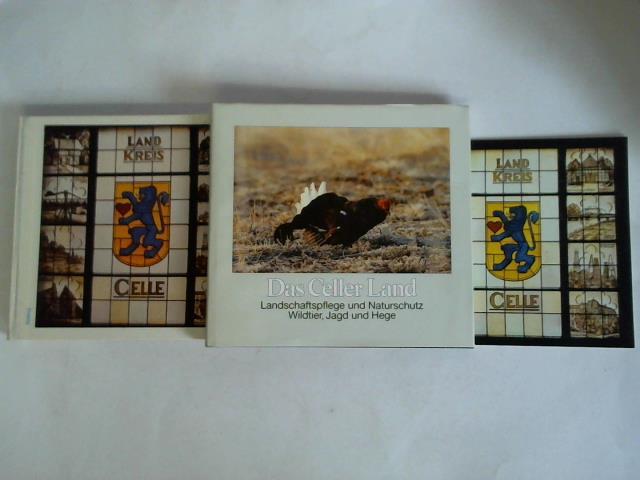 LAND
KREIS
CELLE
Das Celler Land
Landschaftspflege und Naturschutz
Wildtier, Jagd und Hege
LAND
KREIS
CELLE